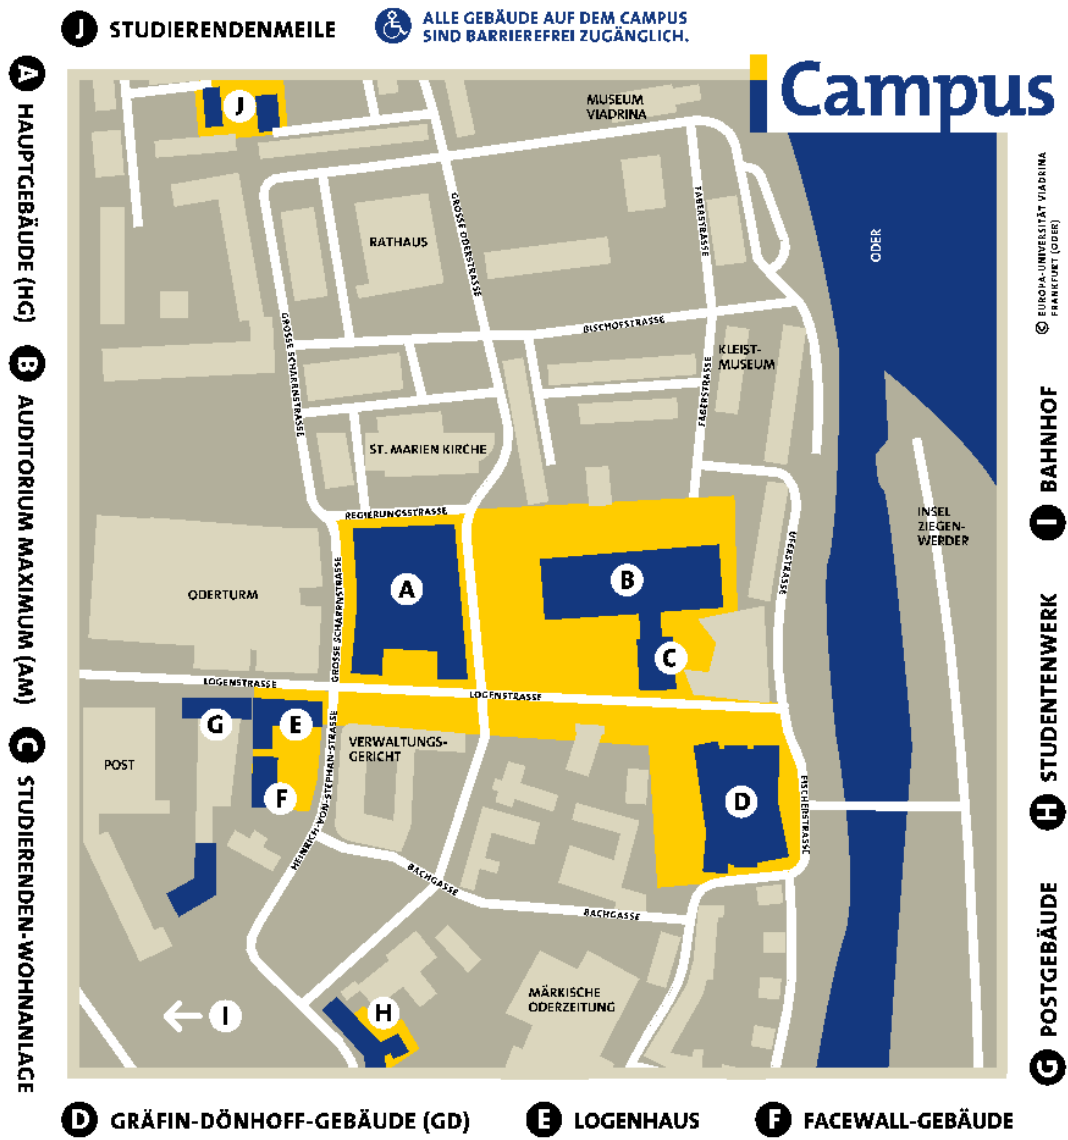 J STUDIERENDENMEILE
ALLE GEBÄUDE AUF DEM CAMPUS
SIND BARRIEREFREI ZUGÄNGLICH.
Campus
A HAUPTGEBÄUDE (HG)
B AUDITORIUM MAXIMUM (AM)
C STUDIERENDEN-WOHNANLAGE
J
MUSEUM
VIADRINA
GROSSE ODERSTRASSE
FABERSTRASSE
RATHAUS
ODER
GROSSE SCHARRNSTRASSE
BISCHOFSTRASSE
KLEIST-
MUSEUM
FABERSTRASSE
ST. MARIEN KIRCHE
REGIERUNGSSTRASSE
INSEL
ZIEGEN-
WERDER
UFERSTRASSE
ODERTURM
GROSSE SCHARRNSTRASSE
A
B
C
LOGENSTRASSE
LOGENSTRASSE
G
E
F
POST
VERWALTUNGS-
GERICHT
HEINRICH-VON-STEPHAN-STRASSE
D
FISCHERSTRASSE
BACHGASSE
BACHGASSE
MÄRKISCHE
ODERZEITUNG
H
I
© EUROPA-UNIVERSITÄT VIADRINA
FRANKFURT (ODER)
I BAHNHOF
H STUDENTENWERK
G POSTGEBÄUDE
D GRÄFIN-DÖNHOFF-GEBÄUDE (GD)
E LOGENHAUS
F FACEWALL-GEBÄUDE